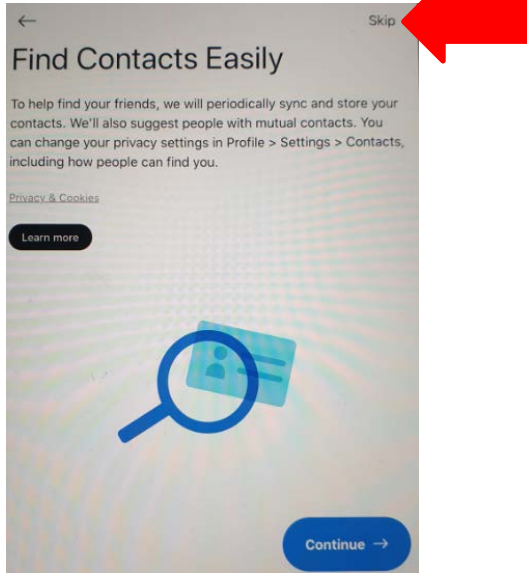 Skip
Find Contacts Easily
To help find your friends, we will periodically sync and store your
contacts. We'll also suggest people with mutual contacts. You
can change your privacy settings in Profile > Settings > Contacts,
including how people can find you.
Privacy & Cookies
Learn more
Continue